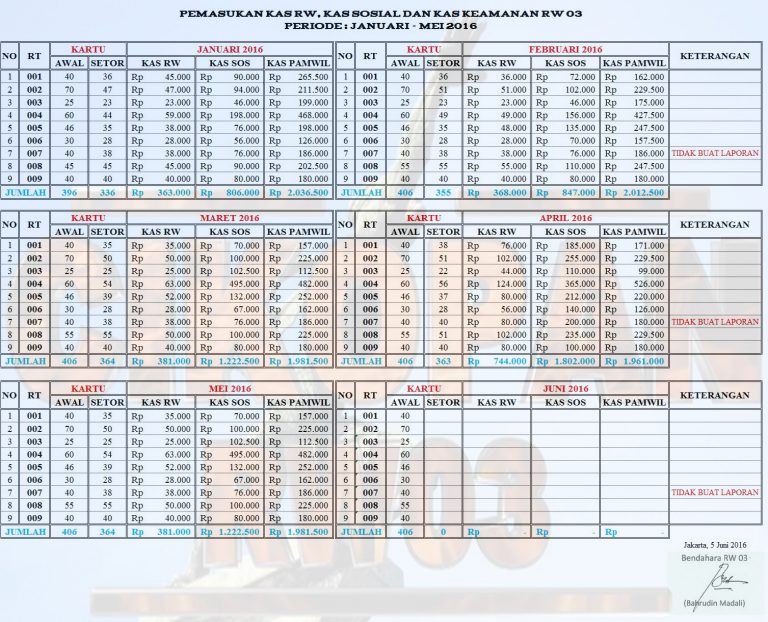 PEMASUKAN KAS RW, KAS SOSIAL DAN KAS KEAMANAN RW 03
PERIODE : JANUARI - MEI 2016
NO RT KARTU JANUARI 2016 NO RT KARTU FEBRUARI 2016 KETERANGAN
AWAL SETOR KAS RW KAS SOS KAS PAMWIL AWAL SETOR KAS RW KAS SOS KAS PAMWIL
1 001 40 36 Rp 45.000 Rp 90.000 Rp 265.500 1 001 40 36 Rp 36.000 Rp 72.000 Rp 162.000
2 002 70 47 Rp 47.000 Rp 94.000 Rp 211.500 2 002 70 51 Rp 51.000 Rp 102.000 Rp 229.500
3 003 25 23 Rp 23.000 Rp 46.000 Rp 199.000 3 003 25 23 Rp 23.000 Rp 46.000 Rp 175.000
4 004 60 44 Rp 59.000 Rp 198.000 Rp 468.000 4 004 60 49 Rp 49.000 Rp 156.000 Rp 427.500
5 005 46 35 Rp 38.000 Rp 76.000 Rp 198.000 5 005 46 35 Rp 48.000 Rp 135.000 Rp 247.500
6 006 30 28 Rp 28.000 Rp 56.000 Rp 126.000 6 006 30 28 Rp 28.000 Rp 70.000 Rp 157.500
7 007 40 38 Rp 38.000 Rp 76.000 Rp 186.000 7 007 40 38 Rp 38.000 Rp 76.000 Rp 186.000 TIDAK BUAT LAPORAN
8 008 45 45 Rp 45.000 Rp 90.000 Rp 202.500 8 008 55 55 Rp 55.000 Rp 110.000 Rp 247.500
9 009 40 40 Rp 40.000 Rp 80.000 Rp 180.000 9 009 40 40 Rp 40.000 Rp 80.000 Rp 180.000
JUMLAH 396 336 Rp 363.000 Rp 806.000 Rp 2.036.500 JUMLAH 406 355 Rp 368.000 Rp 847.000 Rp 2.012.500
NO RT KARTU MARET 2016 NO RT KARTU APRIL 2016 KETERANGAN
AWAL SETOR KAS RW KAS SOS KAS PAMWIL AWAL SETOR KAS RW KAS SOS KAS PAMWIL
1 001 40 35 Rp 35.000 Rp 70.000 Rp 157.000 1 001 40 38 Rp 76.000 Rp 185.000 Rp 171.000
2 002 70 50 Rp 50.000 Rp 100.000 Rp 225.000 2 002 70 51 Rp 102.000 Rp 255.000 Rp 229.500
3 003 25 25 Rp 25.000 Rp 102.500 Rp 112.500 3 003 25 22 Rp 44.000 Rp 110.000 Rp 99.000
4 004 60 54 Rp 63.000 Rp 495.000 Rp 482.000 4 004 60 56 Rp 124.000 Rp 365.000 Rp 526.000
5 005 46 39 Rp 52.000 Rp 132.000 Rp 252.000 5 005 46 37 Rp 80.000 Rp 212.000 Rp 220.000
6 006 30 28 Rp 28.000 Rp 67.000 Rp 162.000 6 006 30 28 Rp 56.000 Rp 140.000 Rp 126.000
7 007 40 38 Rp 38.000 Rp 76.000 Rp 186.000 7 007 40 40 Rp 80.000 Rp 200.000 Rp 180.000 TIDAK BUAT LAPORAN
8 008 55 55 Rp 50.000 Rp 100.000 Rp 225.000 8 008 55 51 Rp 102.000 Rp 235.000 Rp 229.500
9 009 40 40 Rp 40.000 Rp 80.000 Rp 180.000 9 009 40 40 Rp 80.000 Rp 100.000 Rp 180.000
JUMLAH 406 364 Rp 381.000 Rp 1.222.500 Rp 1.981.500 JUMLAH 406 363 Rp 744.000 Rp 1.802.000 Rp 1.961.000
NO RT KARTU MEI 2016 NO RT KARTU JUNI 2016 KETERANGAN
AWAL SETOR KAS RW KAS SOS KAS PAMWIL AWAL SETOR KAS RW KAS SOS KAS PAMWIL
1 001 40 35 Rp 35.000 Rp 70.000 Rp 157.000 1 001 40
2 002 70 50 Rp 50.000 Rp 100.000 Rp 225.000 2 002 70
3 003 25 25 Rp 25.000 Rp 102.500 Rp 112.500 3 003 25
4 004 60 54 Rp 63.000 Rp 495.000 Rp 482.000 4 004 60
5 005 46 39 Rp 52.000 Rp 132.000 Rp 252.000 5 005 46
6 006 30 28 Rp 28.000 Rp 67.000 Rp 162.000 6 006 30
7 007 40 38 Rp 38.000 Rp 76.000 Rp 186.000 7 007 40 TIDAK BUAT LAPORAN
8 008 55 55 Rp 50.000 Rp 100.000 Rp 225.000 8 008 55
9 009 40 40 Rp 40.000 Rp 80.000 Rp 180.000 9 009 40
JUMLAH 406 364 Rp 381.000 Rp 1.222.500 Rp 1.981.500 JUMLAH 406 0 Rp - Rp - Rp -
CIKOPAN
RW03
Jakarta, 5 Juni 2016
Bendahara RW 03
(Bahrudin Madali)